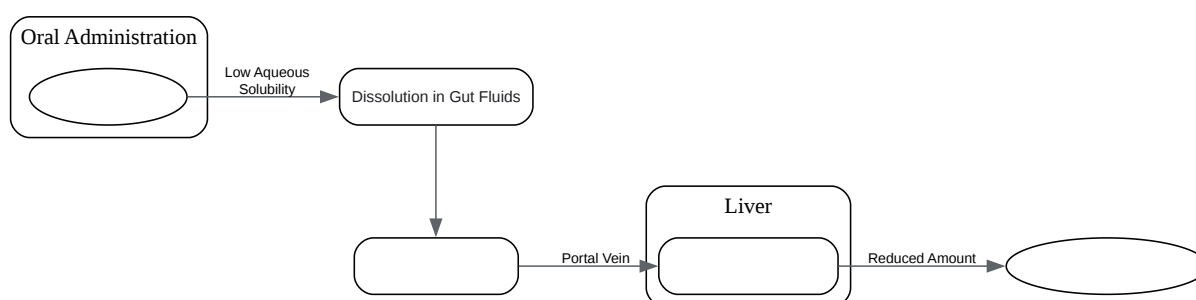 Oral Administration
Low Aqueous
Solubility
Dissolution in Gut Fluids
Liver
Portal Vein
Reduced Amount